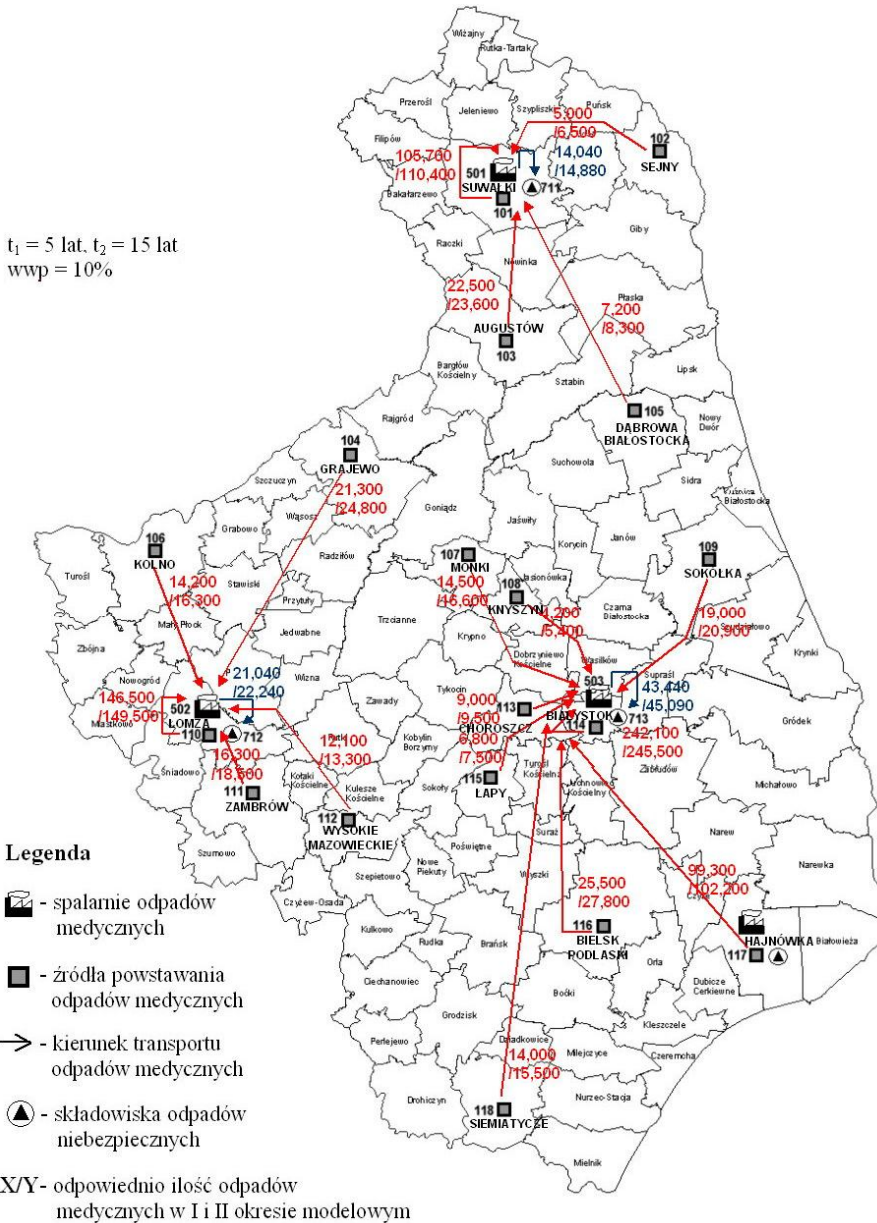 Wiżajny
Rutka-Tartak
Przerośl
Jeleniewo
Szypliszki
Puńsk
Filipów
5,000
/6,500
102
SEJNY
105,760
/110,400
14,040
/14,880
501
SUWAŁKI
711
101
Bakałarzewo
Raczki
Nowinka
Giby
t₁ = 5 lat, t₂ = 15 lat
wwp = 10%
22,500
/23,600
AUGUSTÓW
103
Płaska
7,200
/8,300
Bargłów
Kościelny
Sztabin
Lipsk
105
DĄBROWA
BIAŁOSTOCKA
Nowy
Dwór
Rajgród
104
GRAJEWO
Szczuczyn
21,300
/24,800
Suchowola
Sidra
Kuźnica
Białostocka
Goniądz
Grabowo
Wąsosz
Jaświły
Korycin
Janów
106
KOLNO
Radziłów
107
MOŃKI
109
SOKÓŁKA
Turośl
14,200
/16,300
Stawiski
14,500
/16,600
108
Jasionówka
KNYSZYN
Przytuły
4,200
/5,400
Czarna
Białostocka
19,000
/20,900
Szudziałowo
Mały Płock
Trzcianne
Jedwabne
Krypno
Zbójna
Dobrzyniewo
Kościelne
Wasilków
Krynki
Nowogród
21,040
/22,240
Wizna
503
Supraśl
43,440
/45,090
146,500
/149,500
502
ŁOMŻA
Zawady
Tykocin
9,000
/9,500
113
CHOROSZCZ
BIAŁYSTOK
713
Gródek
Miastkowo
110
712
114
242,100
/245,500
12,100
/13,300
Kobylin
Borzymy
6,800
/7,500
16,300
/18,500
Śniadowo
Turośl
Kościelna
Juchnowiec
Kościelny
Zabłudów
Michałowo
115
ŁAPY
111
ZAMBRÓW
Kołaki
Kościelne
Kulesze
Kościelne
Sokoły
112
WYSOKIE
MAZOWIECKIE
Suraż
Narew
Poświętne
Szumowo
Nowe
Piekuty
Wyszki
99,300
/102,200
Narewka
Szepietowo
25,500
/27,800
Czyże
Czyżew-Osada
116
BIELSK
PODLASKI
HAJNÓWKA
117
Białowieża
Kulkowo
Rudka
Brańsk
Orla
Dubicze
Cerkiewne
Ciechanowiec
Boćki
Grodzisk
Kleszczele
Perlejewo
Dziadkowice
Milejczyce
Czeremcha
14,000
/15,500
Drohiczyn
Nurzec-Stacja
118
SIEMIATYCZE
Mielnik
Legenda
- spalarnie odpadów
medycznych
- źródła powstawania
odpadów medycznych
- kierunek transportu
odpadów medycznych
- składowiska odpadów
niebezpiecznych
X/Y- odpowiednio ilość odpadów
medycznych w I i II okresie modelowym